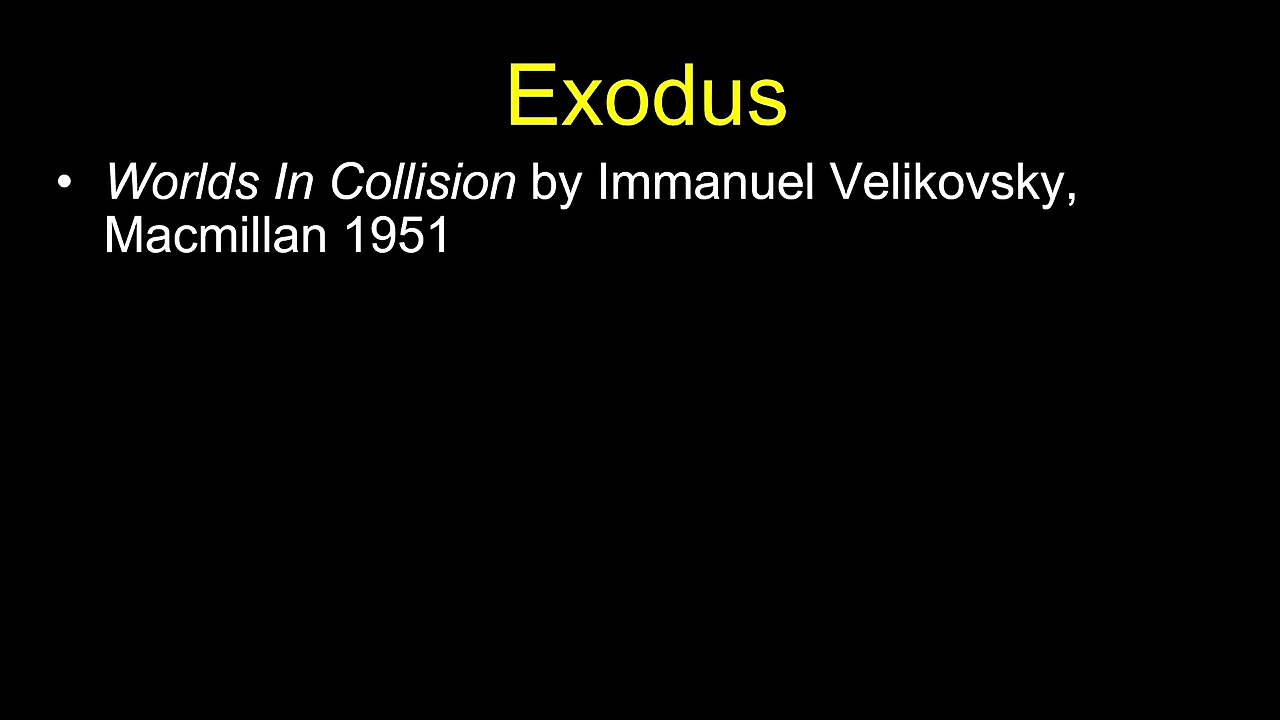 Exodus
• Worlds In Collision by Immanuel Velikovsky,
Macmillan 1951